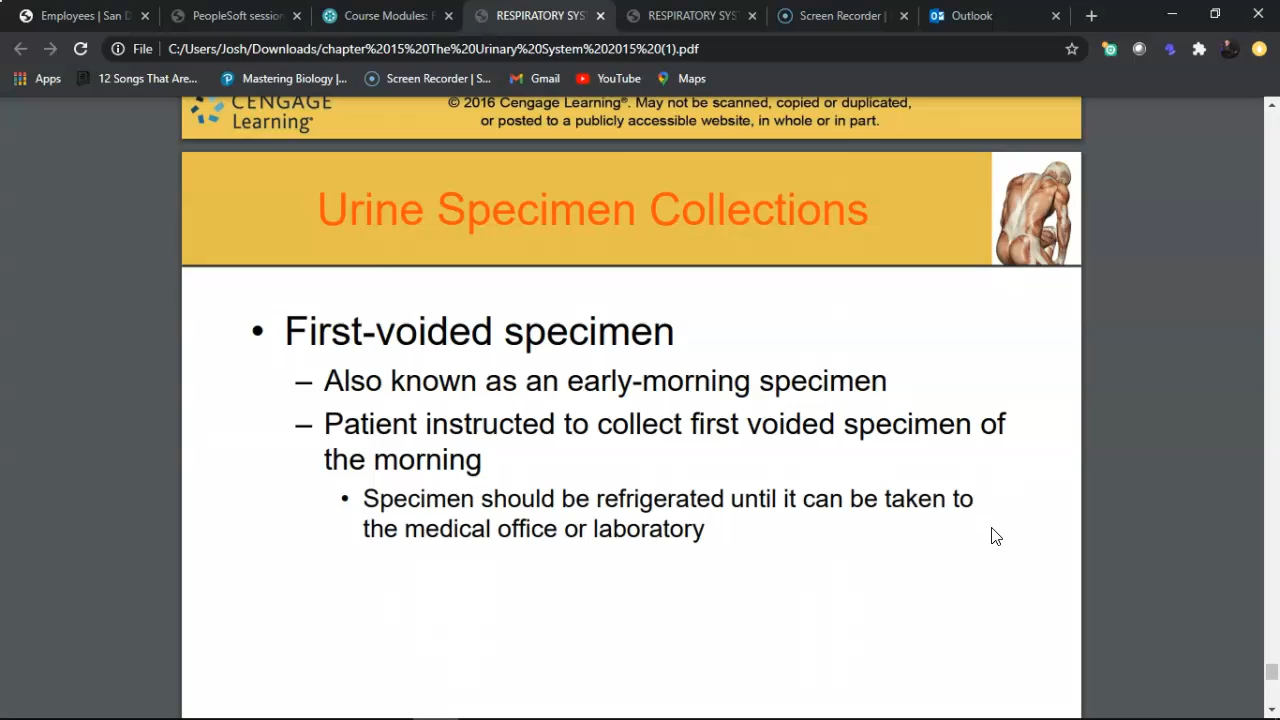 Employees | San D
PeopleSoft session
Course Modules: F
RESPIRATORY SYS
RESPIRATORY SYS
Screen Recorder |
Outlook
File
C:/Users/Josh/Downloads/chapter%2015%20The%20Urinary%20System%202015%20(1).pdf
Apps
12 Songs That Are...
Mastering Biology |...
Screen Recorder | S...
Gmail
YouTube
Maps
CENGAGE
Learning®
© 2016 Cengage Learning®. May not be scanned, copied or duplicated,
or posted to a publicly accessible website, in whole or in part.
Urine Specimen Collections
• First-voided specimen
– Also known as an early-morning specimen
– Patient instructed to collect first voided specimen of
the morning
• Specimen should be refrigerated until it can be taken to
the medical office or laboratory